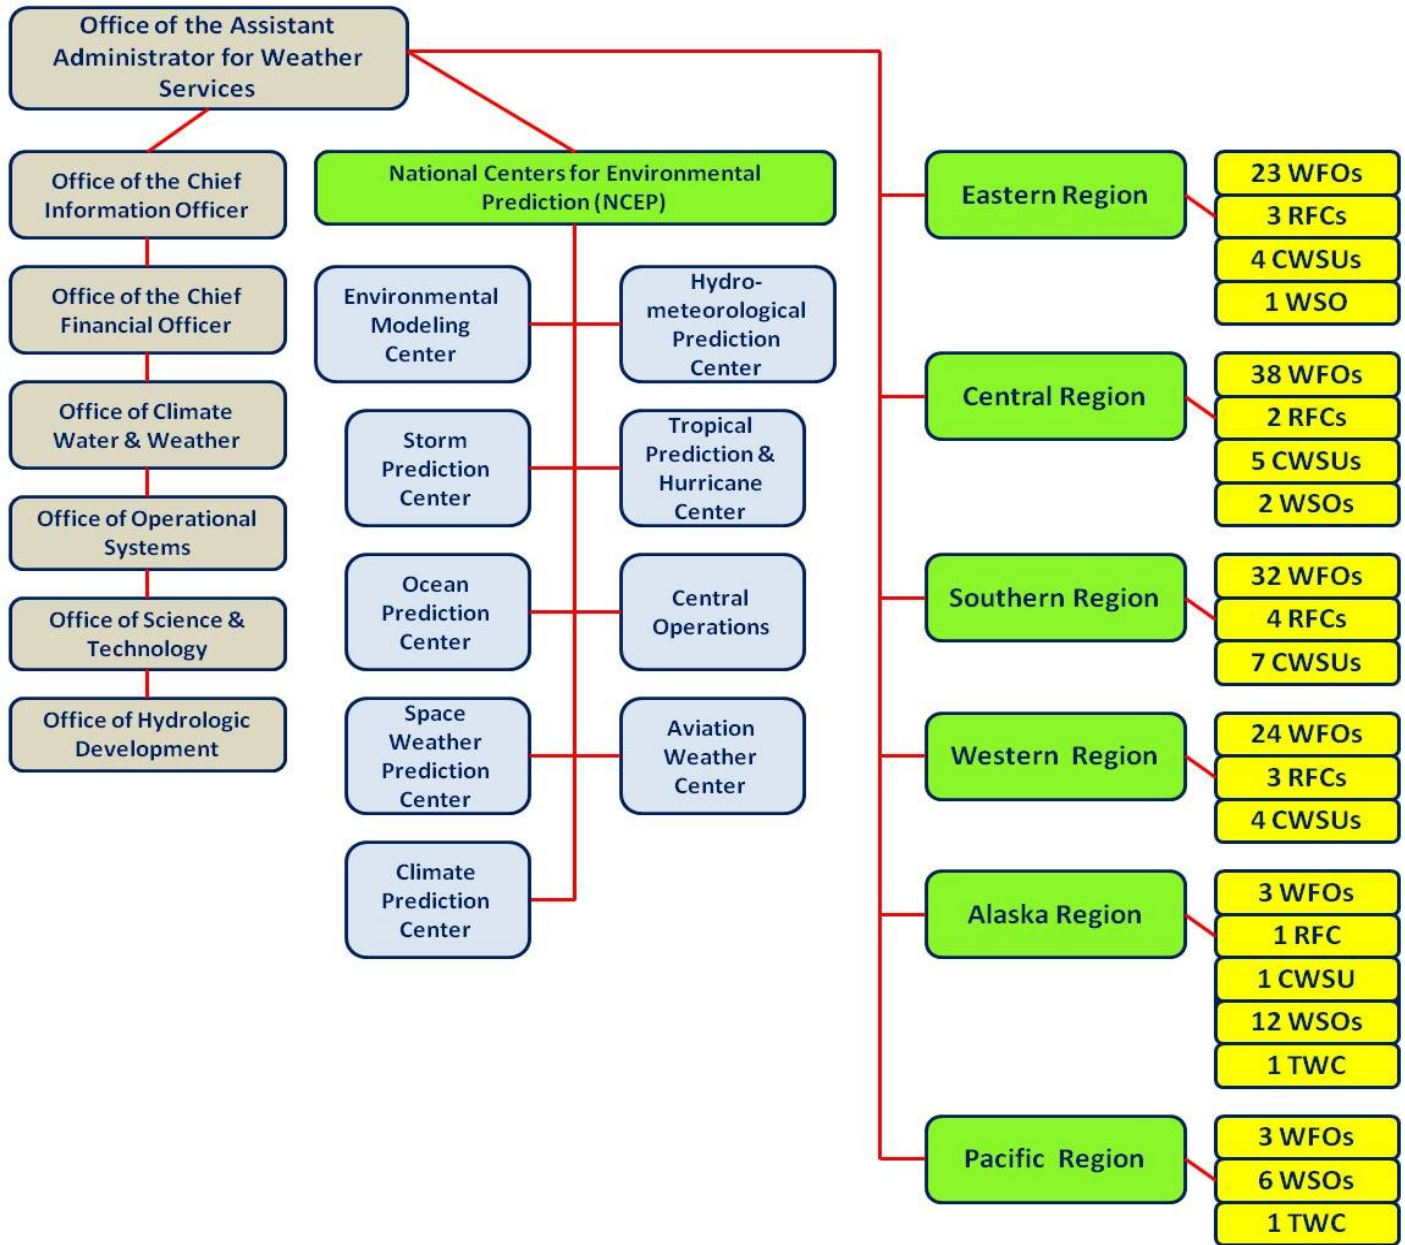 Office of the Assistant
Administrator for Weather
Services
Office of the Chief
Information Officer
Office of the Chief
Financial Officer
Office of Climate
Water & Weather
Office of Operational
Systems
Office of Science &
Technology
Office of Hydrologic
Development
National Centers for Environmental
Prediction (NCEP)
Environmental
Modeling
Center
Hydro-
meteorological
Prediction
Center
Storm
Prediction
Center
Tropical
Prediction &
Hurricane
Center
Ocean
Prediction
Center
Central
Operations
Space
Weather
Prediction
Center
Aviation
Weather
Center
Climate
Prediction
Center
Eastern Region
23 WFOs
3 RFCs
4 CWSUs
1 WSO
Central Region
38 WFOs
2 RFCs
5 CWSUs
2 WSOs
Southern Region
32 WFOs
4 RFCs
7 CWSUs
Western Region
24 WFOs
3 RFCs
4 CWSUs
Alaska Region
3 WFOs
1 RFC
1 CWSU
12 WSOs
1 TWC
Pacific Region
3 WFOs
6 WSOs
1 TWC